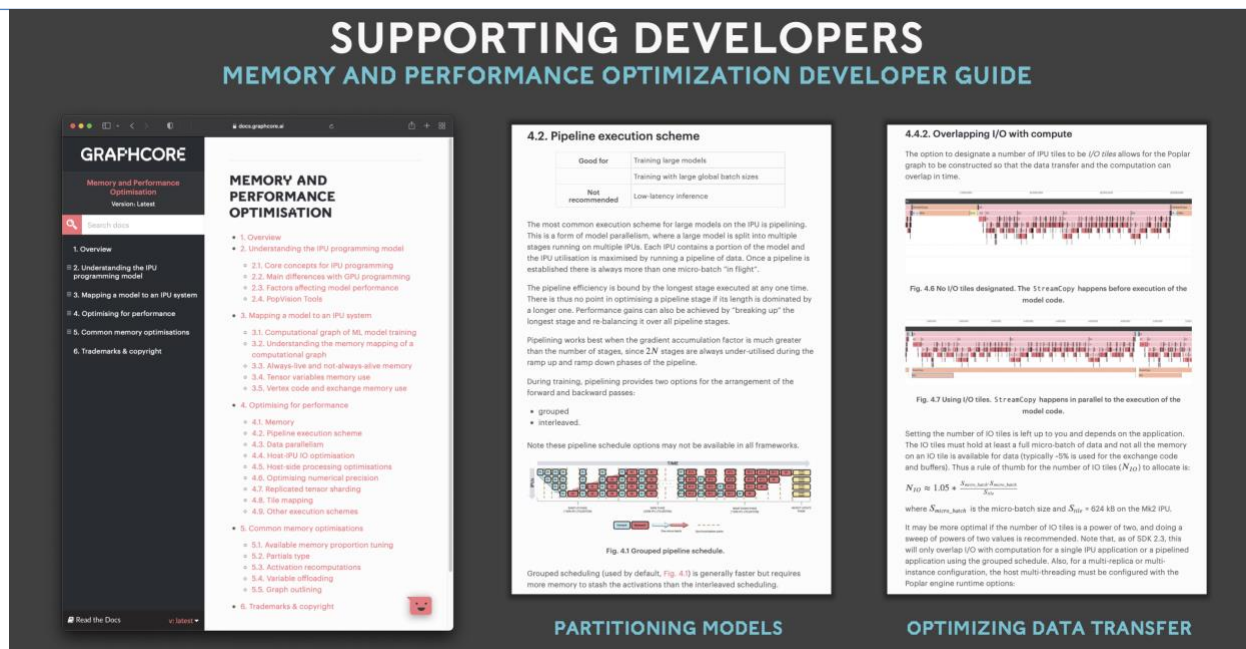 SUPPORTING DEVELOPERS
MEMORY AND PERFORMANCE OPTIMIZATION DEVELOPER GUIDE
docs.graphcore.ai
GRAPHCORE
Memory and Performance
Optimisation
Version: Latest
Search docs
1. Overview
2. Understanding the IPU
programming model
3. Mapping a model to an IPU system
4. Optimising for performance
5. Common memory optimisations
6. Trademarks & copyright
Read the Docs
v: latest
MEMORY AND
PERFORMANCE
OPTIMISATION
1. Overview
2. Understanding the IPU programming model
2.1. Core concepts for IPU programming
2.2. Main differences with GPU programming
2.3. Factors affecting model performance
2.4. PopVision Tools
3. Mapping a model to an IPU system
3.1. Computational graph of ML model training
3.2. Understanding the memory mapping of a
computational graph
3.3. Always-live and not-always-alive memory
3.4. Tensor variables memory use
3.5. Vertex code and exchange memory use
4. Optimising for performance
4.1. Memory
4.2. Pipeline execution scheme
4.3. Data parallelism
4.4. Host-IPU IO optimisation
4.5. Host-side processing optimisations
4.6. Optimising numerical precision
4.7. Replicated tensor sharding
4.8. Tile mapping
4.9. Other execution schemes
5. Common memory optimisations
5.1. Available memory proportion tuning
5.2. Partials type
5.3. Activation recomputations
5.4. Variable offloading
5.5. Graph outlining
6. Trademarks & copyright
4.2. Pipeline execution scheme
Good for
Training large models
Training with large global batch sizes
Not
recommended
Low-latency inference
The most common execution scheme for large models on the IPU is pipelining.
This is a form of model parallelism, where a large model is split into multiple
stages running on multiple IPUs. Each IPU contains a portion of the model and
the IPU utilisation is maximised by running a pipeline of data. Once a pipeline is
established there is always more than one micro-batch "in flight".
The pipeline efficiency is bound by the longest stage executed at any one time.
There is thus no point in optimising a pipeline stage if its length is dominated by
a longer one. Performance gains can also be achieved by "breaking up" the
longest stage and re-balancing it over all pipeline stages.
Pipelining works best when the gradient accumulation factor is much greater
than the number of stages, since 2N stages are always under-utilised during the
ramp up and ramp down phases of the pipeline.
During training, pipelining provides two options for the arrangement of the
forward and backward passes:
grouped
interleaved.
Note these pipeline schedule options may not be available in all frameworks.
TIME
Fig. 4.1 Grouped pipeline schedule.
Grouped scheduling (used by default, Fig. 4.1) is generally faster but requires
more memory to stash the activations than the interleaved scheduling.
PARTITIONING MODELS
4.4.2. Overlapping I/O with compute
The option to designate a number of IPU tiles to be I/O tiles allows for the Poplar
graph to be constructed so that the data transfer and the computation can
overlap in time.
Fig. 4.6 No I/O tiles designated. The StreamCopy happens before execution of the
model code.
Fig. 4.7 Using I/O tiles. StreamCopy happens in parallel to the execution of the
model code.
Setting the number of IO tiles is left up to you and depends on the application.
The IO tiles must hold at least a full micro-batch of data and not all the memory
on an IO tile is available for data (typically ~5% is used for the exchange code
and buffers). Thus a rule of thumb for the number of IO tiles (N_IO) to allocate is:
N_IO ≈ 1.05 *
where S_micro_batch is the micro-batch size and S_tile = 624 kB on the Mk2 IPU.
It may be more optimal if the number of IO tiles is a power of two, and doing a
sweep of powers of two values is recommended. Note that, as of SDK 2.3, this
will only overlap I/O with computation for a single IPU application or a pipelined
application using the grouped schedule. Also, for a multi-replica or multi-
instance configuration, the host multi-threading must be configured with the
Poplar engine runtime options:
OPTIMIZING DATA TRANSFER